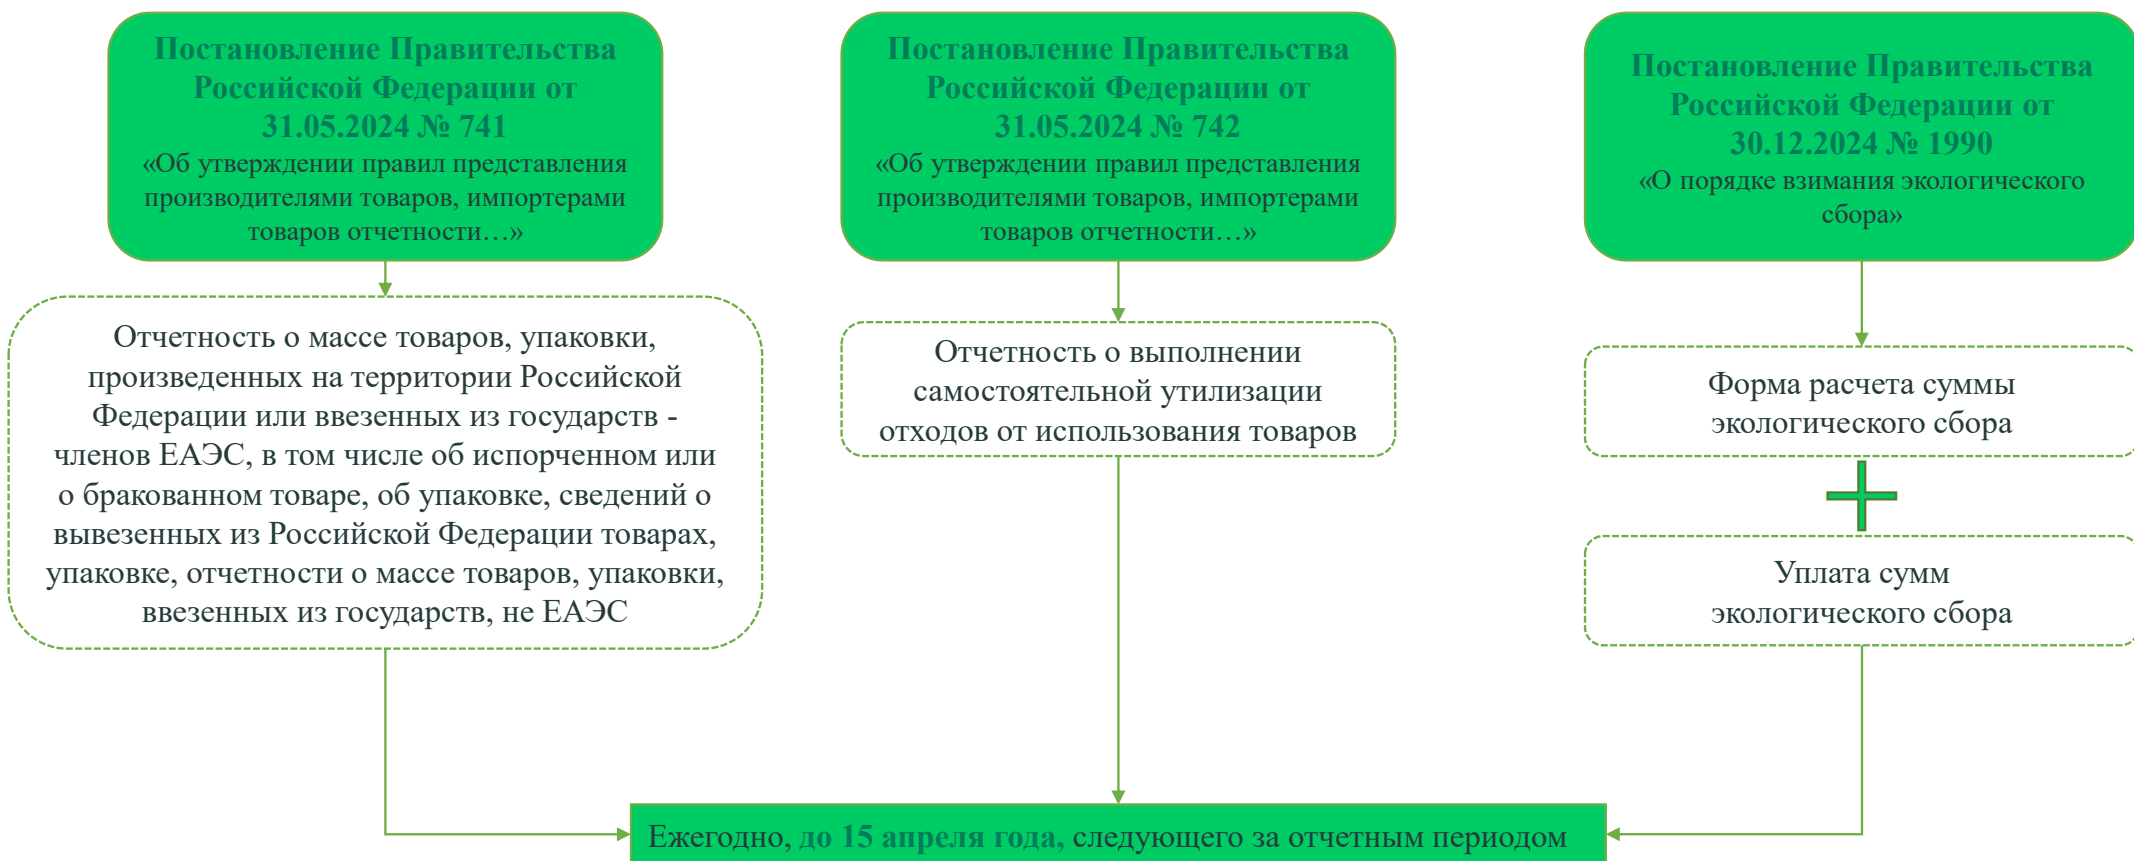 Постановление Правительства
Российской Федерации от
31.05.2024 № 741
«Об утверждении правил представления
производителями товаров, импортерами
товаров отчетности…»
Отчетность о массе товаров, упаковки,
произведенных на территории Российской
Федерации или ввезенных из государств -
членов ЕАЭС, в том числе об испорченном или
о бракованном товаре, об упаковке, сведений о
вывезенных из Российской Федерации товарах,
упаковке, отчетности о массе товаров, упаковки,
ввезенных из государств, не ЕАЭС
Постановление Правительства
Российской Федерации от
31.05.2024 № 742
«Об утверждении правил представления
производителями товаров, импортерами
товаров отчетности…»
Отчетность о выполнении
самостоятельной утилизации
отходов от использования товаров
Постановление Правительства
Российской Федерации от
30.12.2024 № 1990
«О порядке взимания экологического
сбора»
Форма расчета суммы
экологического сбора
Уплата сумм
экологического сбора
Ежегодно, до 15 апреля года, следующего за отчетным периодом